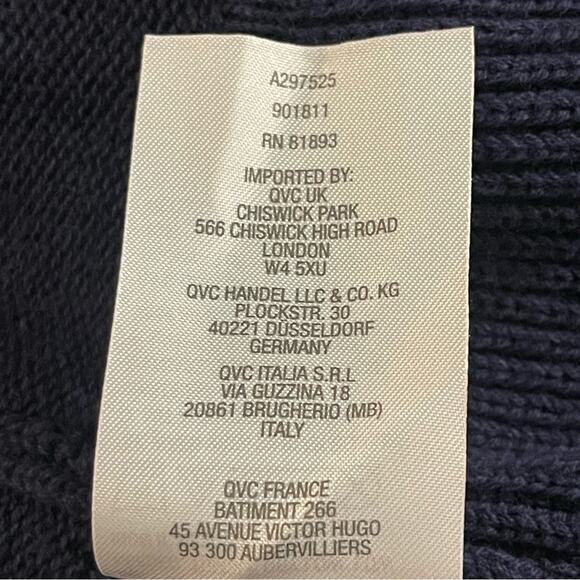 A297525
901811
RN 81893
IMPORTED BY:
QVC UK
CHISWICK PARK
566 CHISWICK HIGH ROAD
LONDON
W4 5XU
QVC HANDEL LLC & CO. KG
PLOCKSTR. 30
40221 DÜSSELDORF
GERMANY
QVC ITALIA S.R.L
VIA GUZZINA 18
20861 BRUGHERIO (MB)
ITALY
QVC FRANCE
BATIMENT 266
45 AVENUE VICTOR HUGO
93 300 AUBERVILLIERS